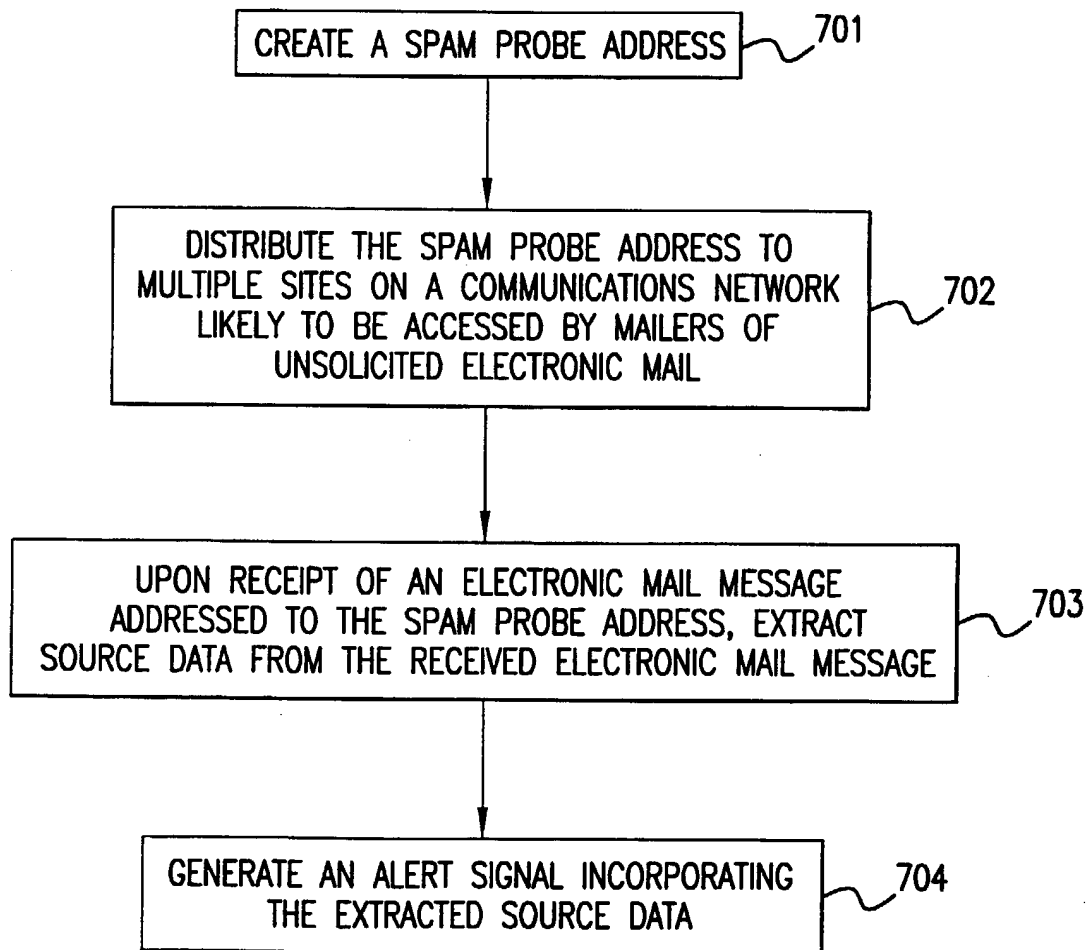 CREATE A SPAM PROBE ADDRESS
701
DISTRIBUTE THE SPAM PROBE ADDRESS TO
MULTIPLE SITES ON A COMMUNICATIONS NETWORK
LIKELY TO BE ACCESSED BY MAILERS OF
UNSOLICITED ELECTRONIC MAIL
702
UPON RECEIPT OF AN ELECTRONIC MAIL MESSAGE
ADDRESSED TO THE SPAM PROBE ADDRESS, EXTRACT
SOURCE DATA FROM THE RECEIVED ELECTRONIC MAIL MESSAGE
703
GENERATE AN ALERT SIGNAL INCORPORATING
THE EXTRACTED SOURCE DATA
704